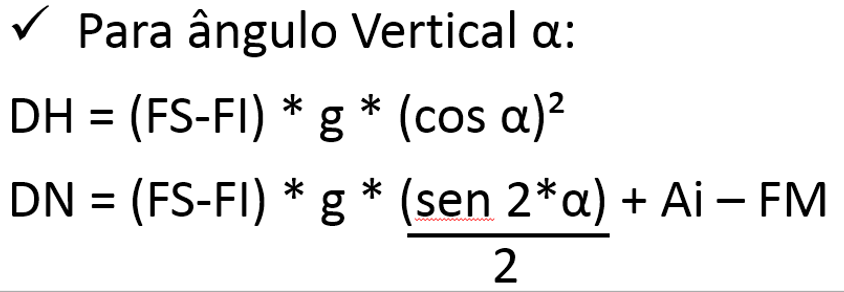 ✓ Para ângulo Vertical α:
DH = (FS-FI) * g * (cos α)²
DN = (FS-FI) * g * (sen 2*α) + Ai – FM
2